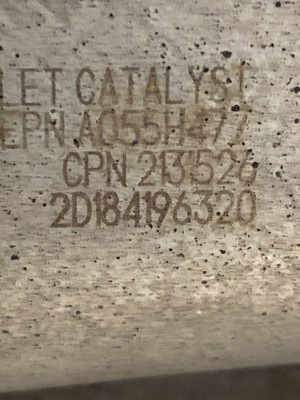 LET CATALYST
EPN A055H477
CPN 213526
2D184196320